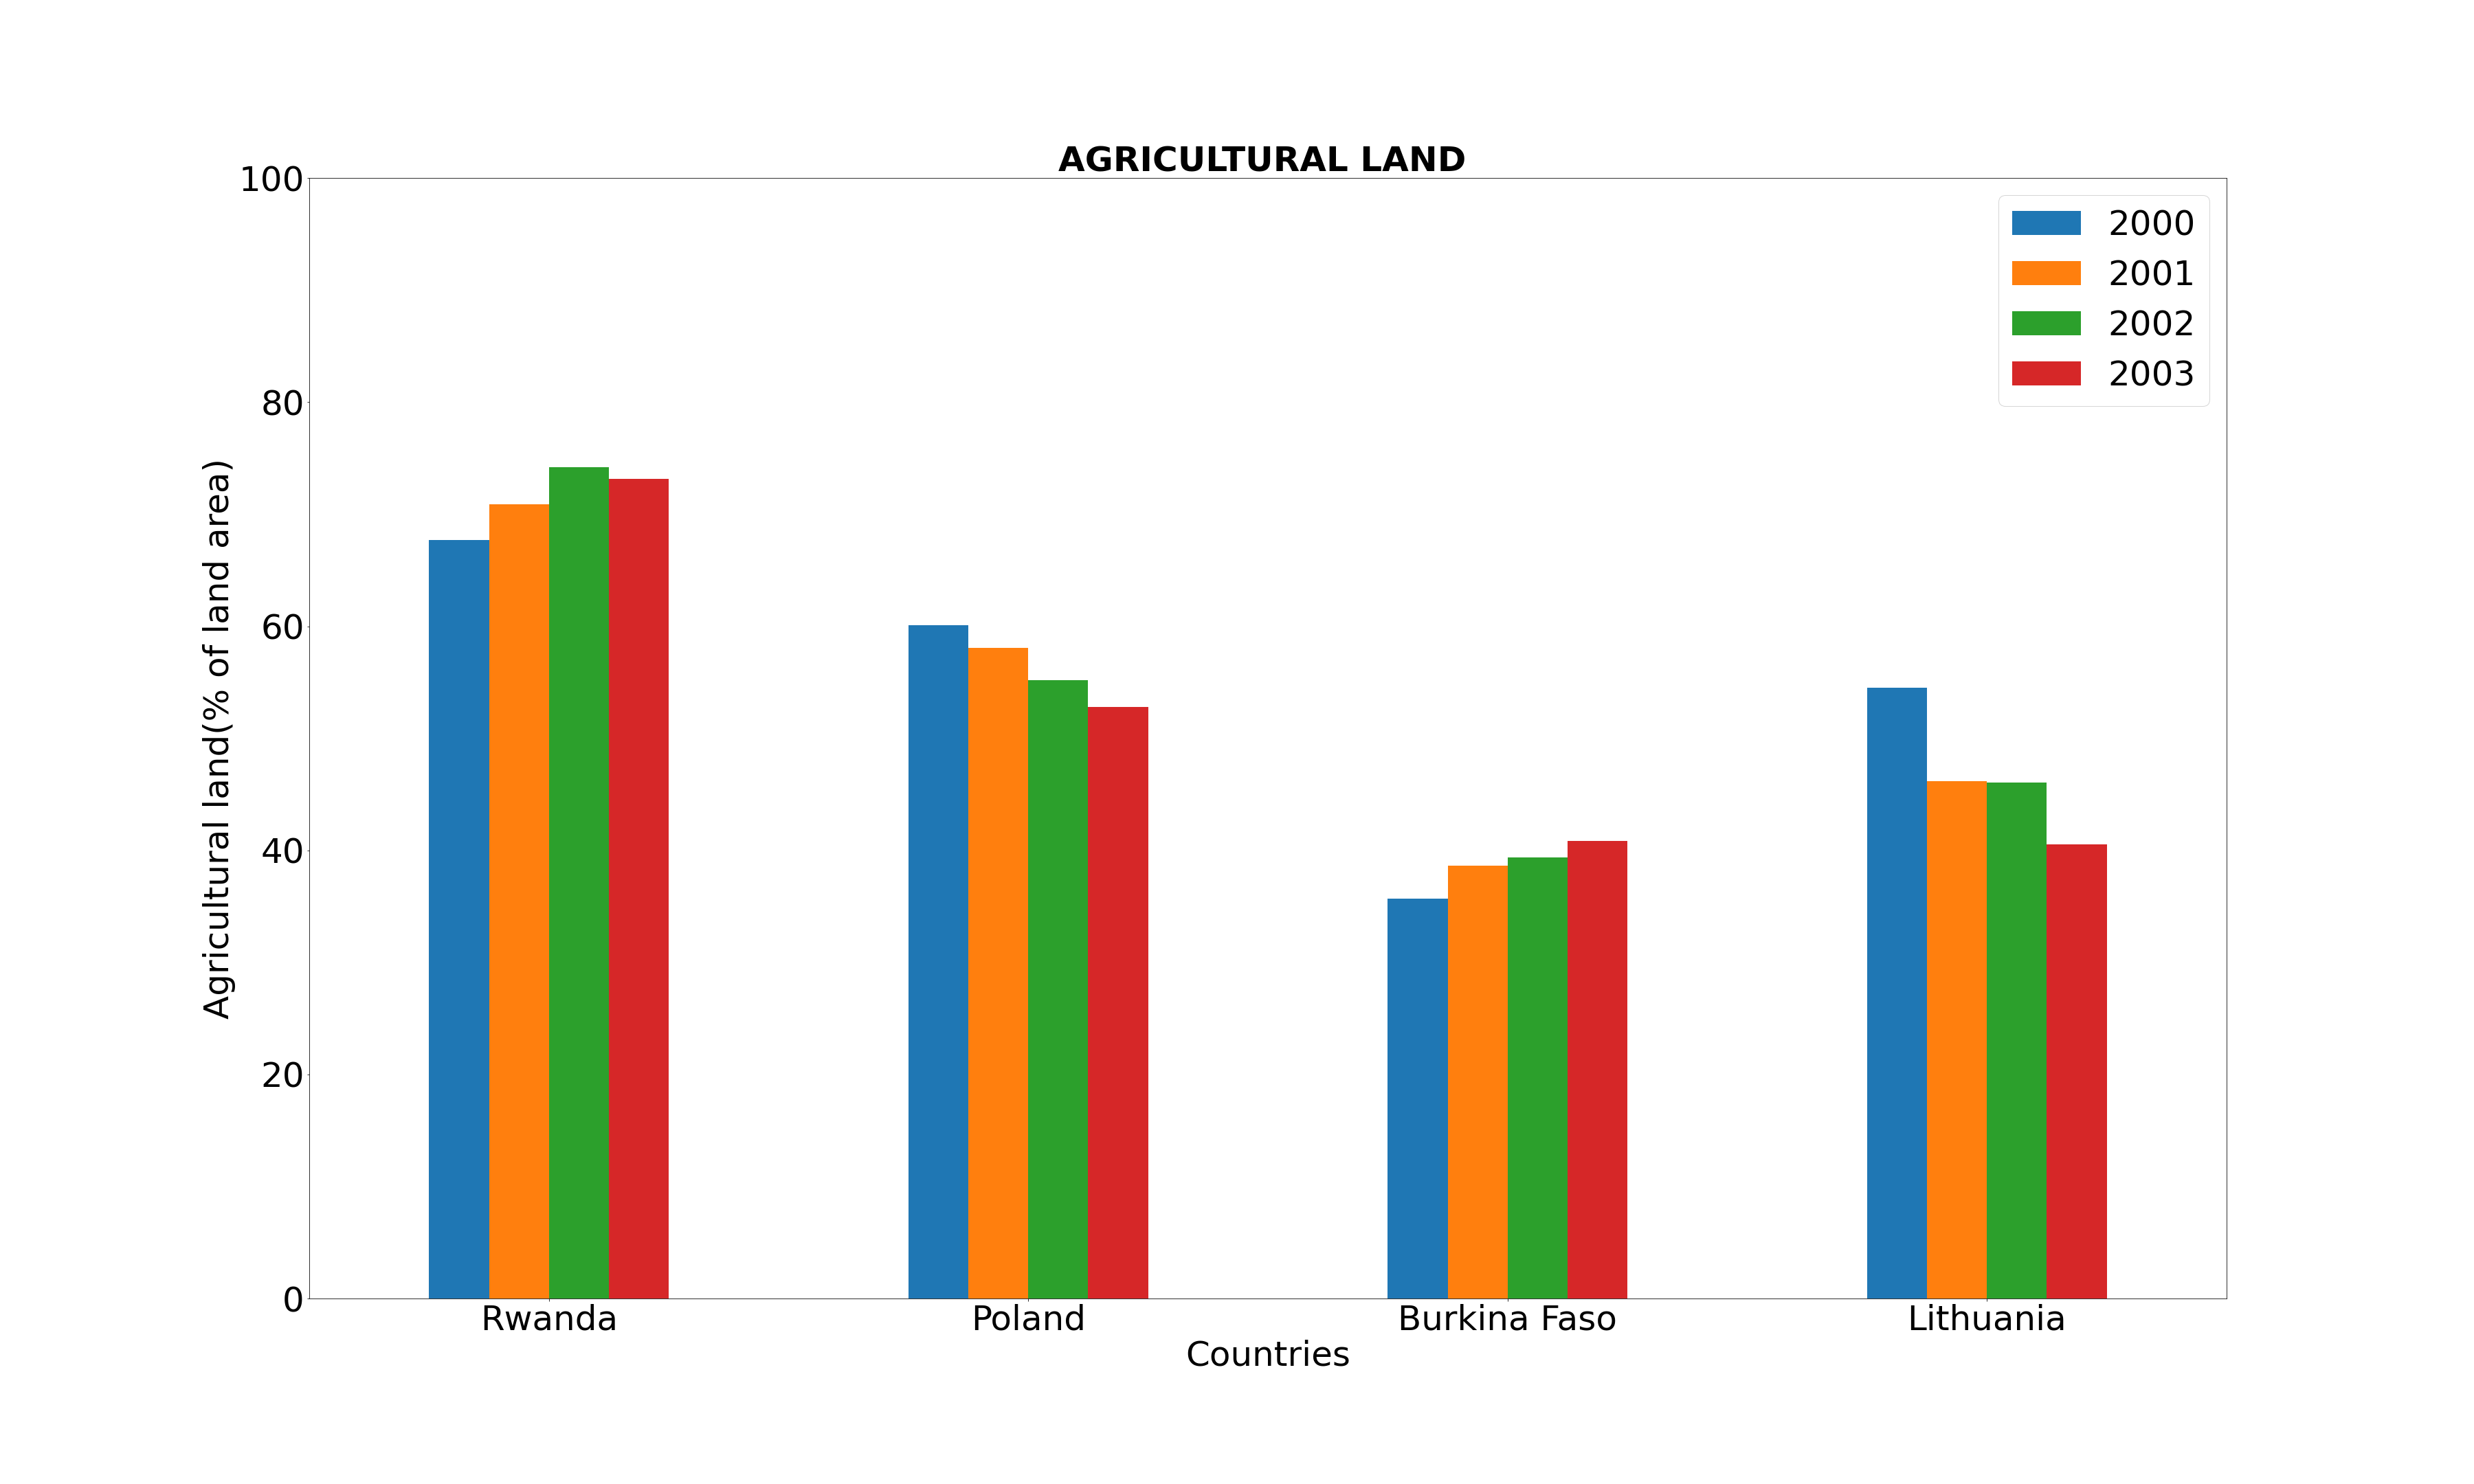 AGRICULTURAL LAND
100
80
60
40
20
0
Agricultural land(% of land area)
2000
2001
2002
2003
Rwanda Poland Burkina Faso Lithuania
Countries